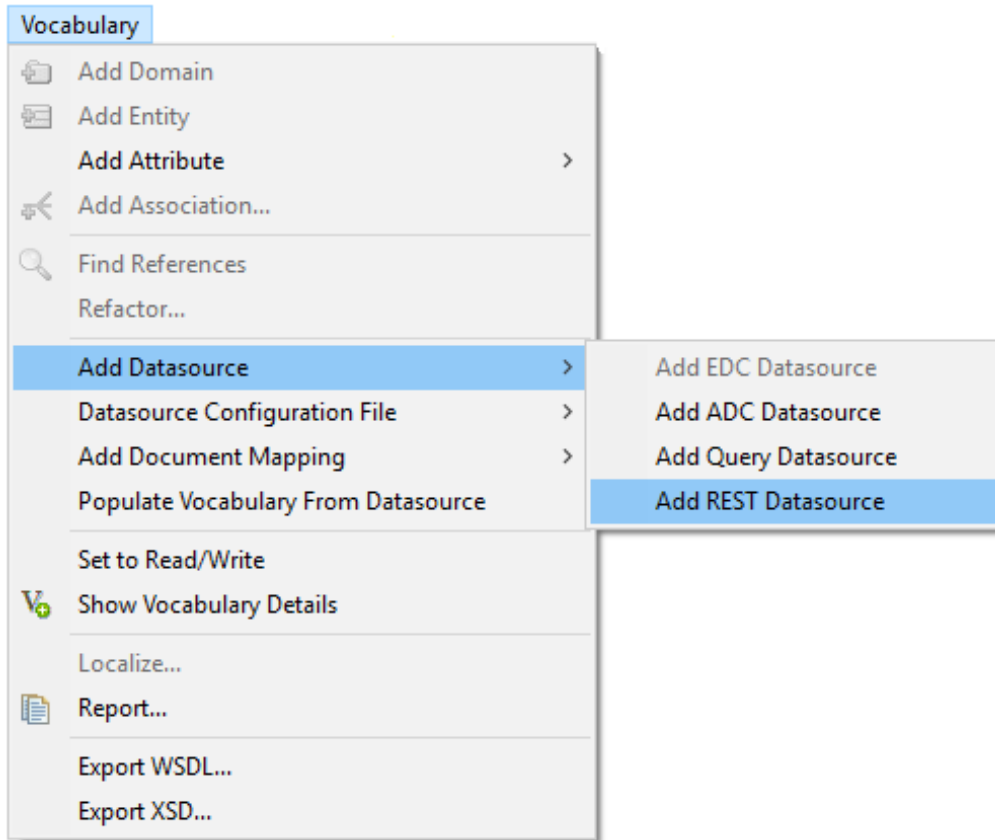 Vocabulary
Add Domain
Add Entity
Add Attribute
Add Association...
Find References
Refactor...
Add Datasource
Datasource Configuration File
Add Document Mapping
Populate Vocabulary From Datasource
Set to Read/Write
Show Vocabulary Details
Localize...
Report...
Export WSDL...
Export XSD...
Add EDC Datasource
Add ADC Datasource
Add Query Datasource
Add REST Datasource